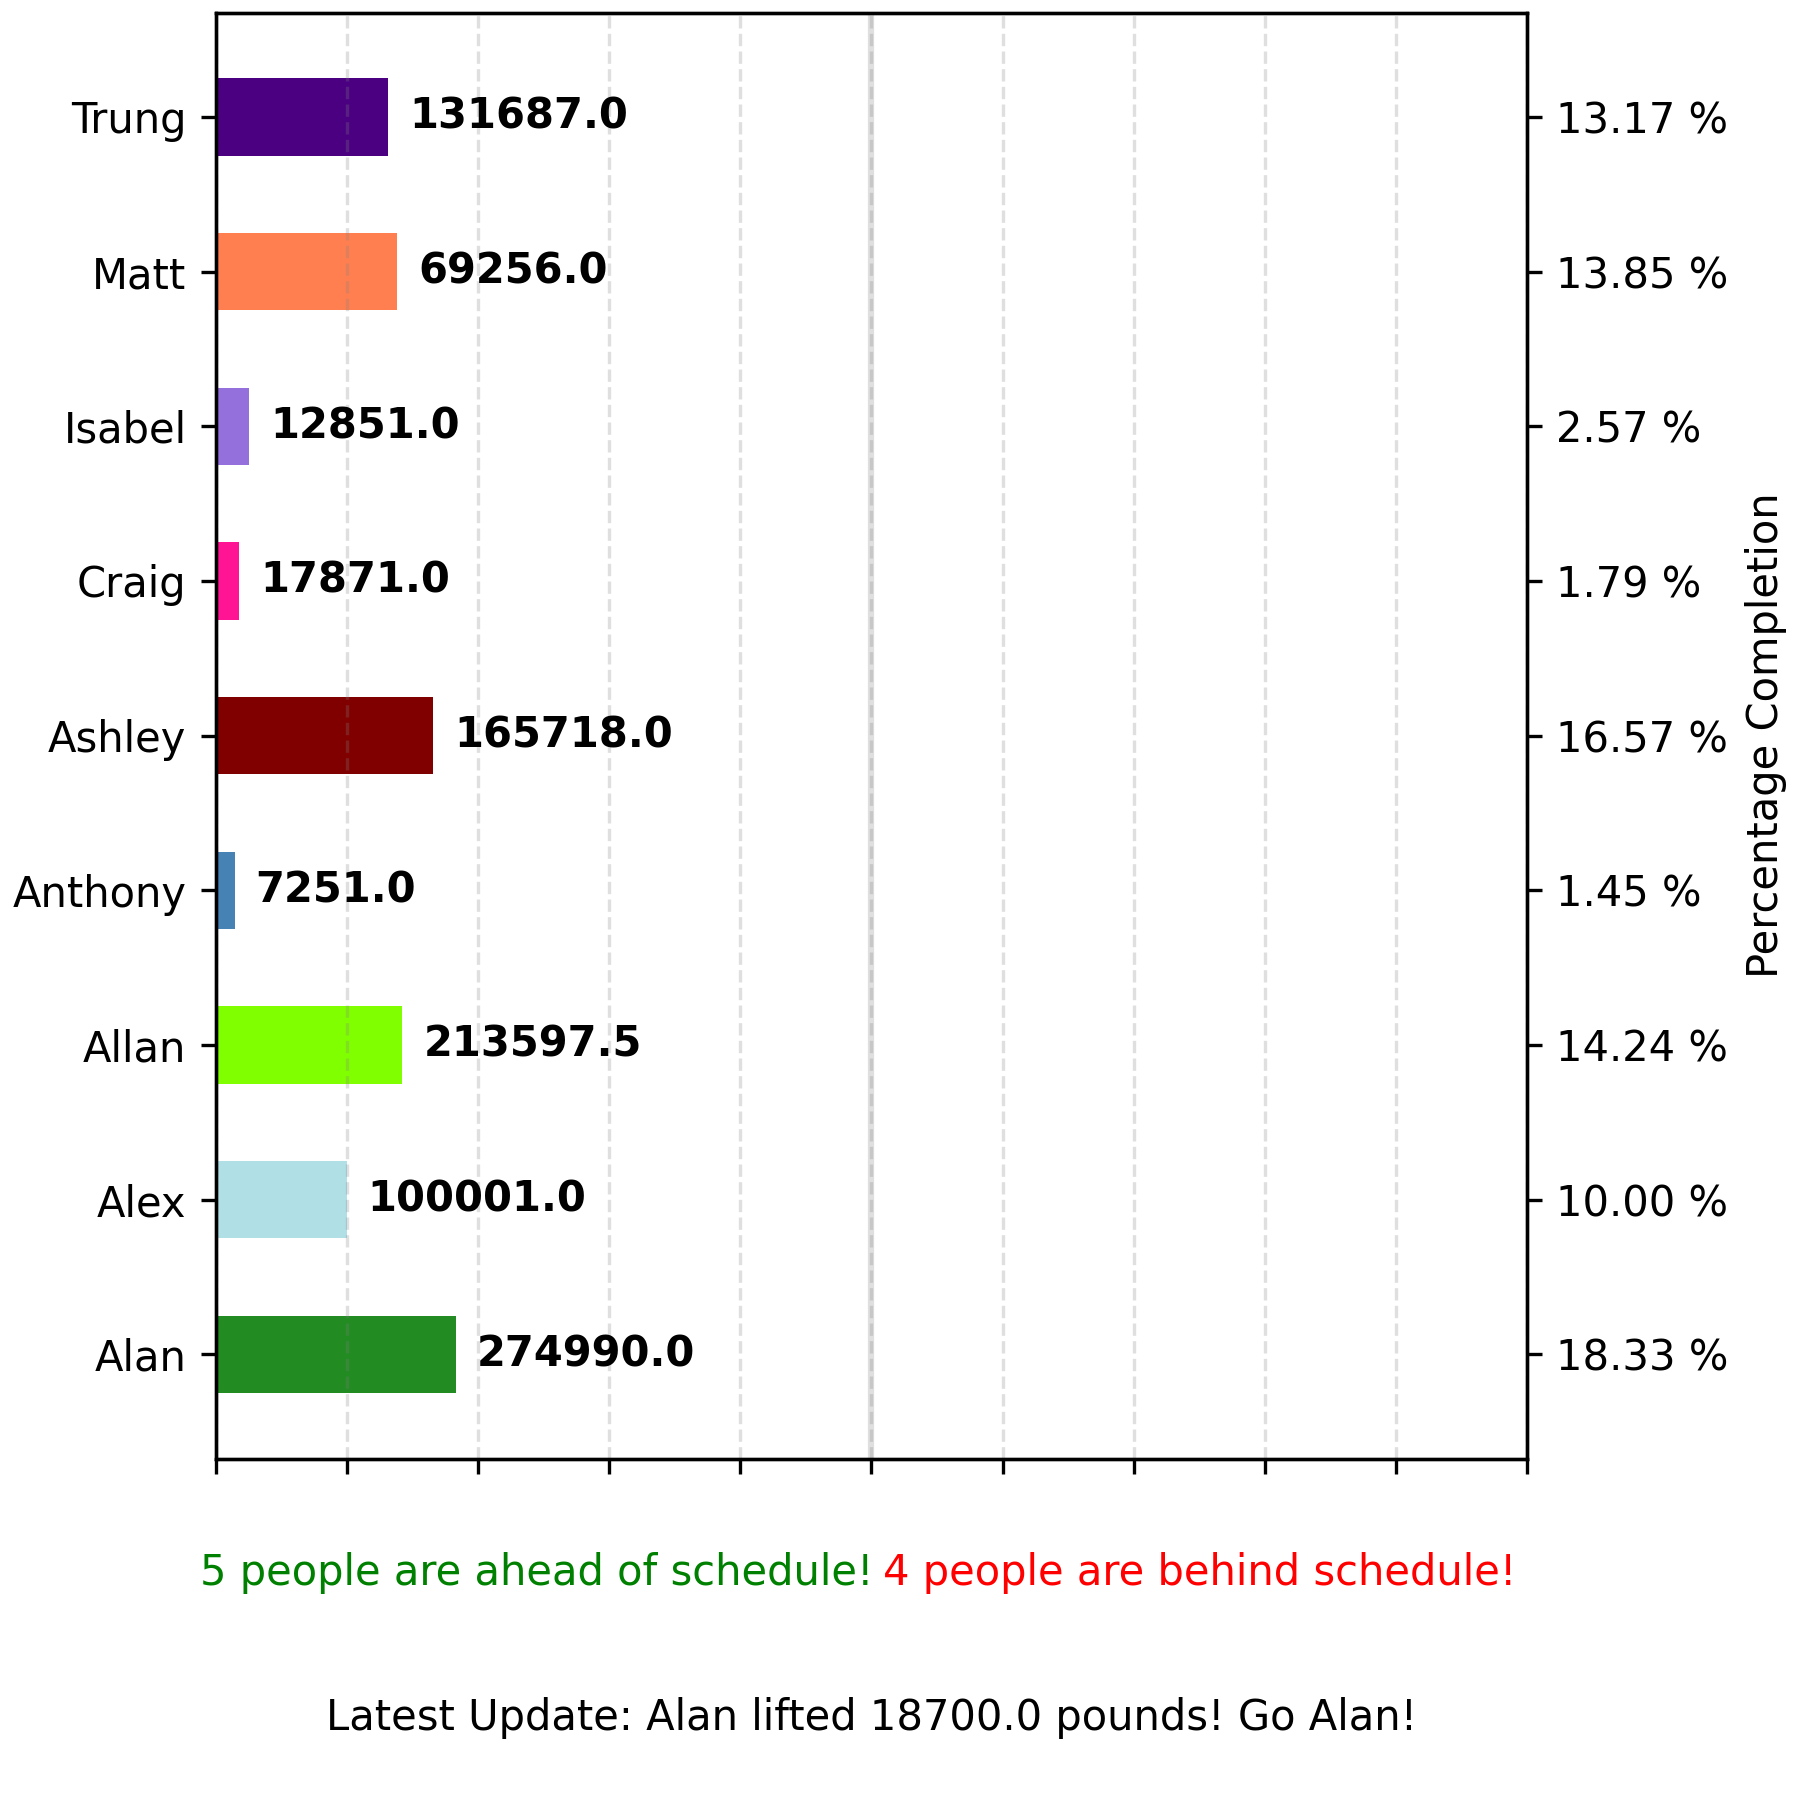 Trung 131687.0 13.17 %
Matt 69256.0 13.85 %
Isabel 12851.0 2.57 %
Craig 17871.0 1.79 %
Ashley 165718.0 16.57 %
Anthony 7251.0 1.45 %
Allan 213597.5 14.24 %
Alex 100001.0 10.00 %
Alan 274990.0 18.33 %
Percentage Completion
5 people are ahead of schedule! 4 people are behind schedule!
Latest Update: Alan lifted 18700.0 pounds! Go Alan!